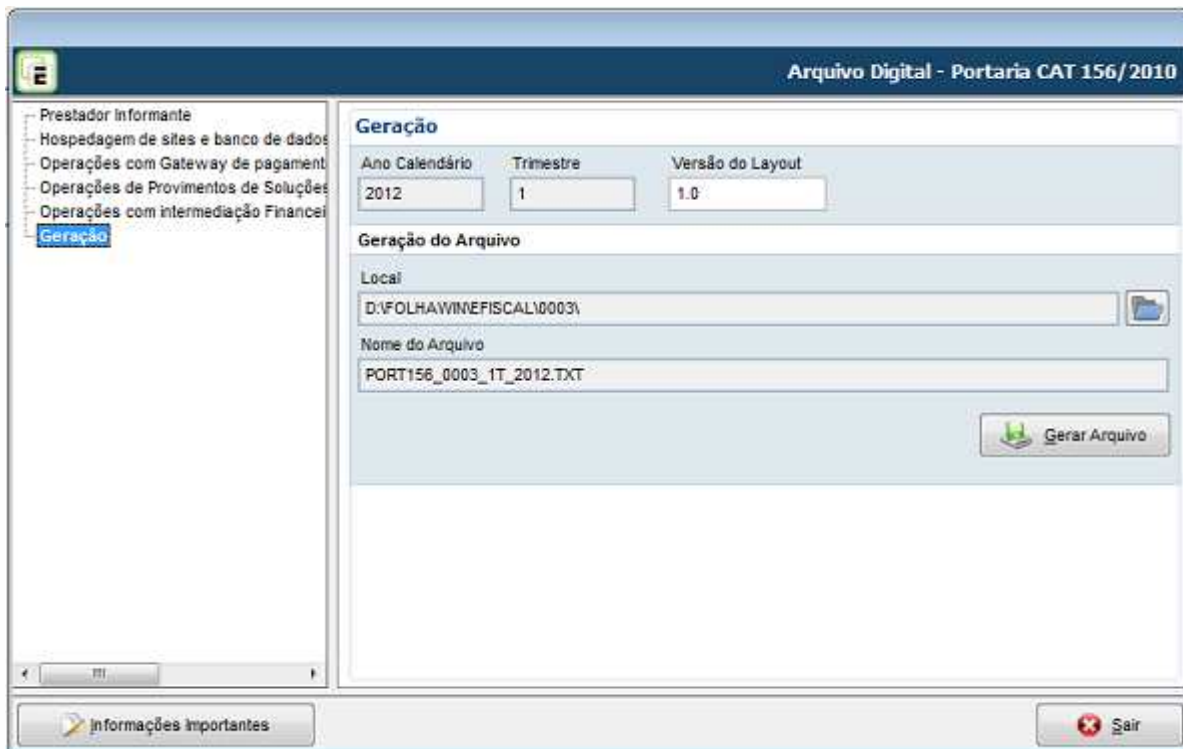 Arquivo Digital - Portaria CAT 156/2010
Prestador Informante
Hospedagem de sites e banco de dados
Operações com Gateway de pagament
Operações de Provimentos de Soluções
Operações com intermediação Financei
Geração
Geração
Ano Calendário Trimestre Versão do Layout
2012 1 1.0
Geração do Arquivo
Local
D:\FOLHAWIN\EFISCAL\0003\
Nome do Arquivo
PORT156_0003_1T_2012.TXT
Gerar Arquivo
Informações Importantes Sair